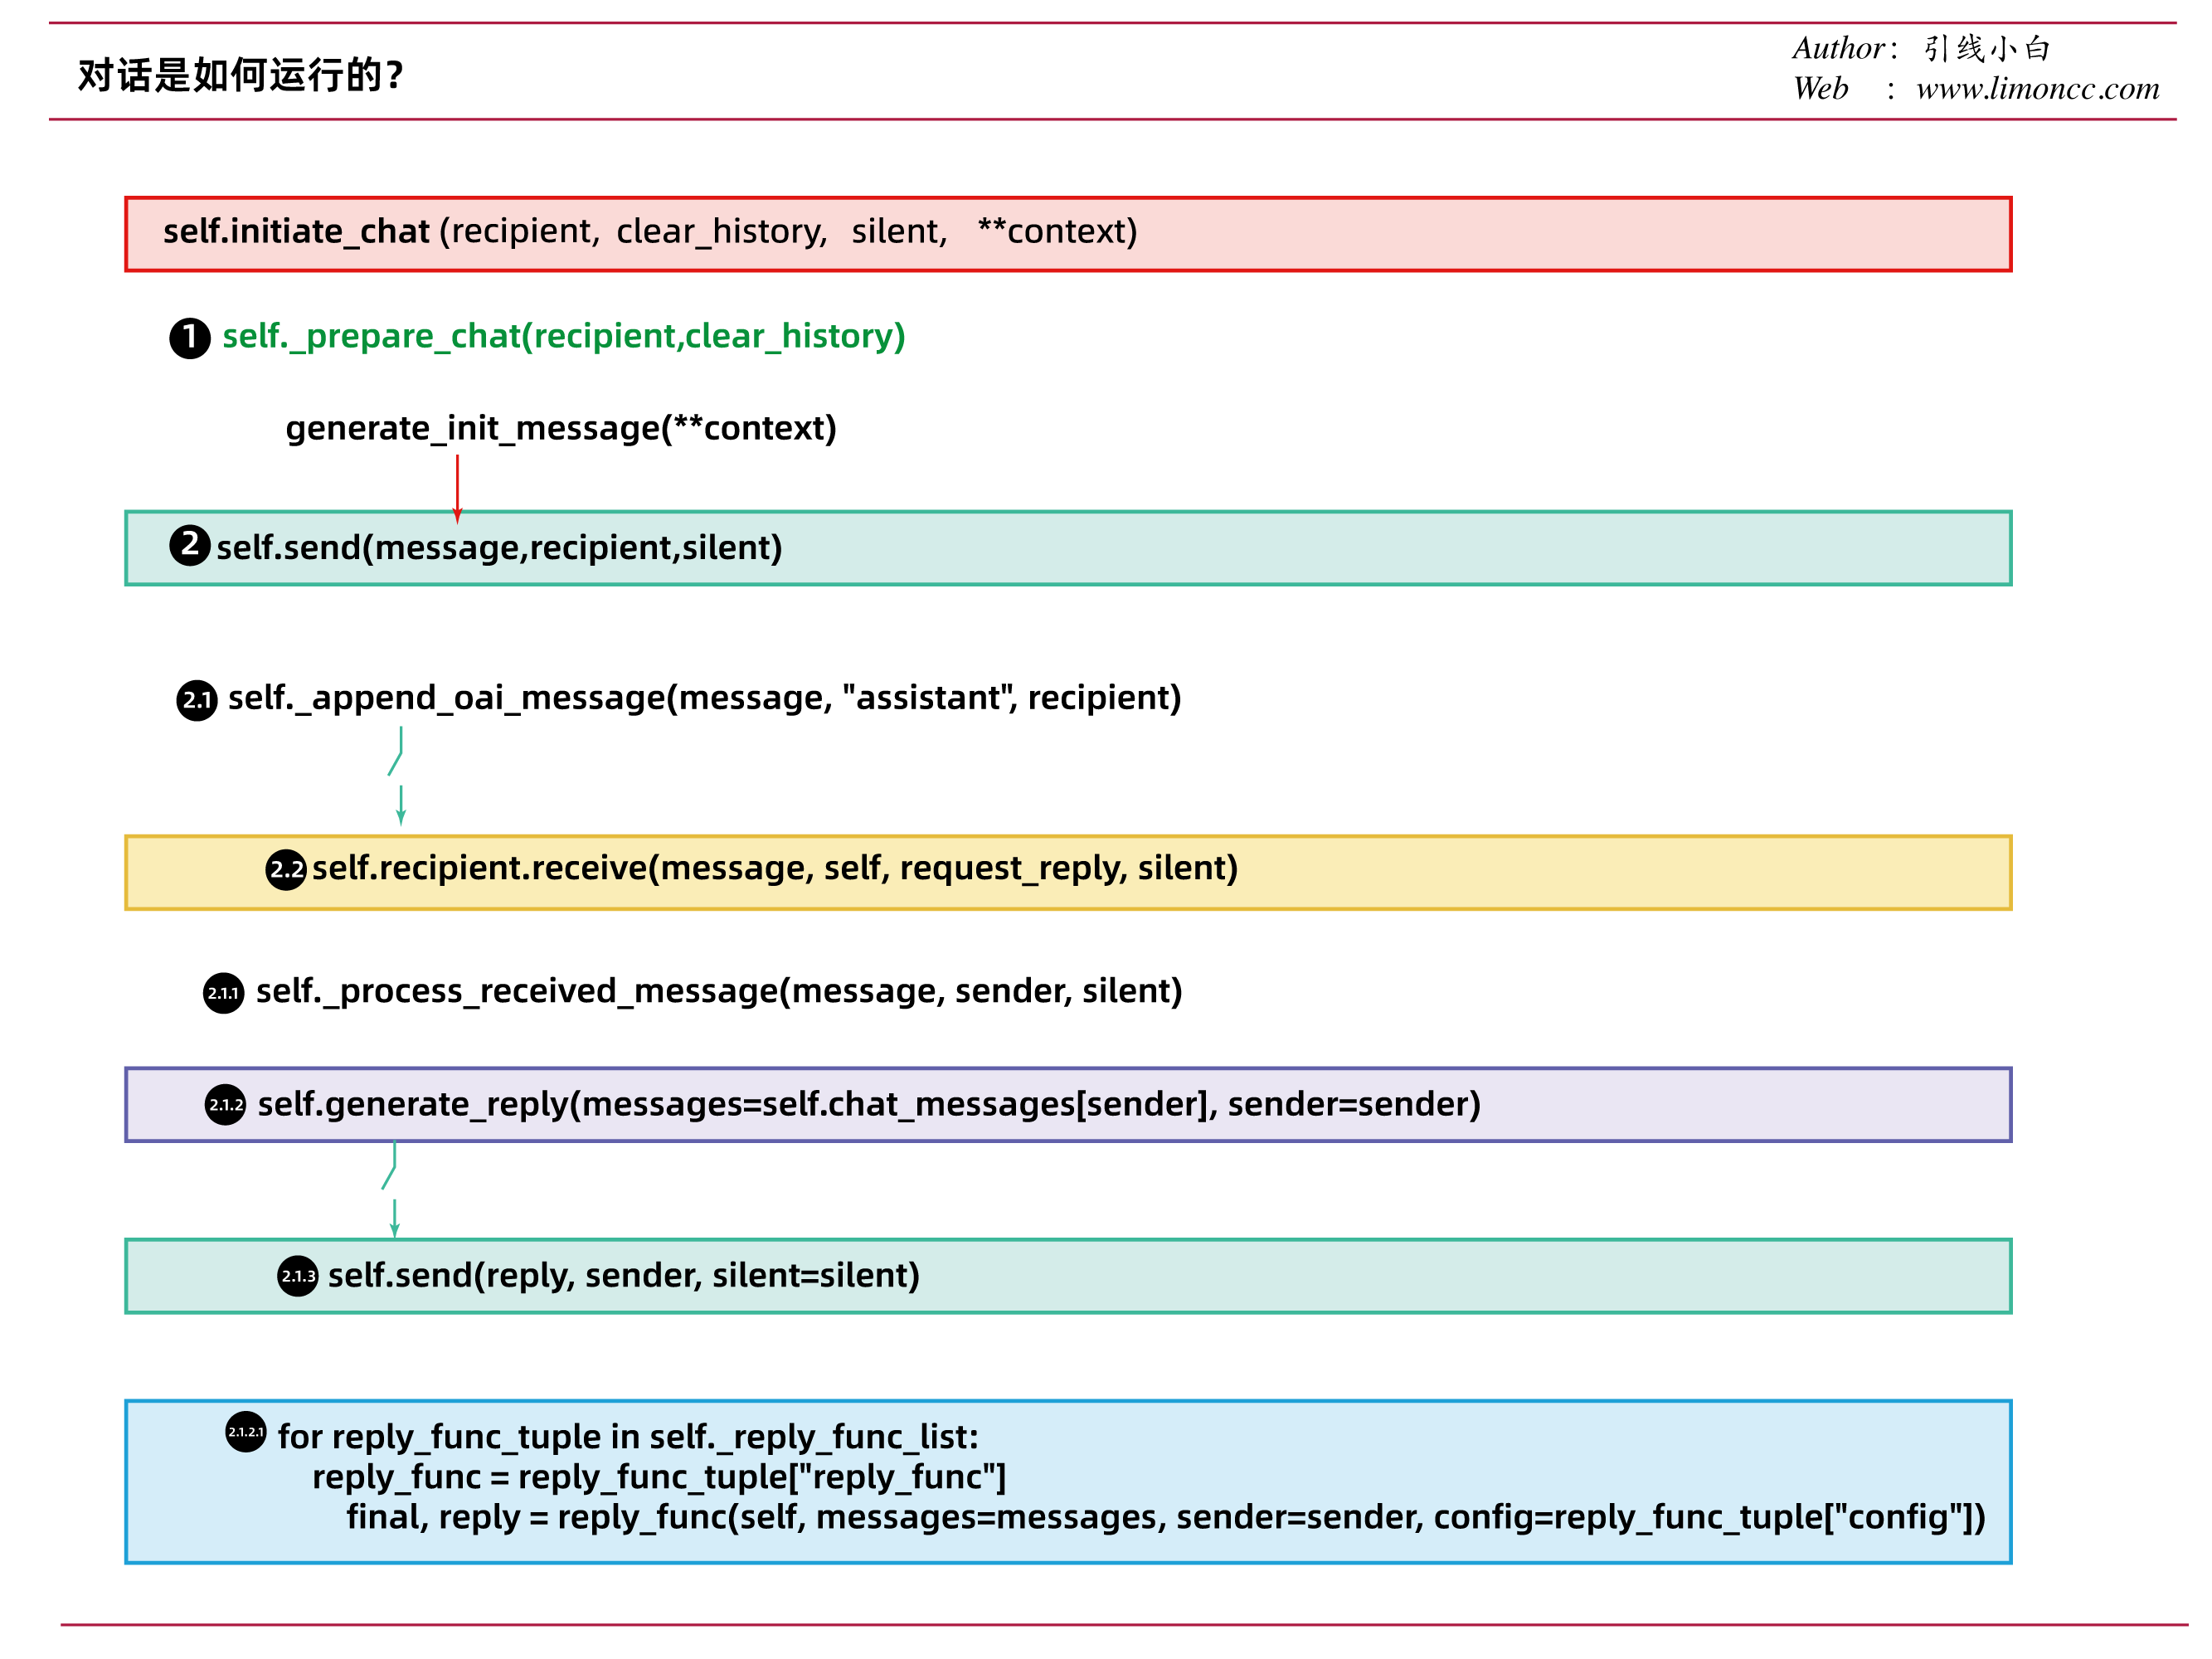 对话是如何运行的?
Author： 引线小白
Web ：www.limoncc.com
self.initiate_chat (recipient, clear_history, silent, **context)
1 self._prepare_chat(recipient,clear_history)
generate_init_message(**context)
2 self.send(message,recipient,silent)
2.1 self._append_oai_message(message, "assistant", recipient)
2.2 self.recipient.receive(message, self, request_reply, silent)
2.1.1 self._process_received_message(message, sender, silent)
2.1.2 self.generate_reply(messages=self.chat_messages[sender], sender=sender)
2.1.3 self.send(reply, sender, silent=silent)
2.1.2.1 for reply_func_tuple in self._reply_func_list:
reply_func = reply_func_tuple["reply_func"]
final, reply = reply_func(self, messages=messages, sender=sender, config=reply_func_tuple["config"])